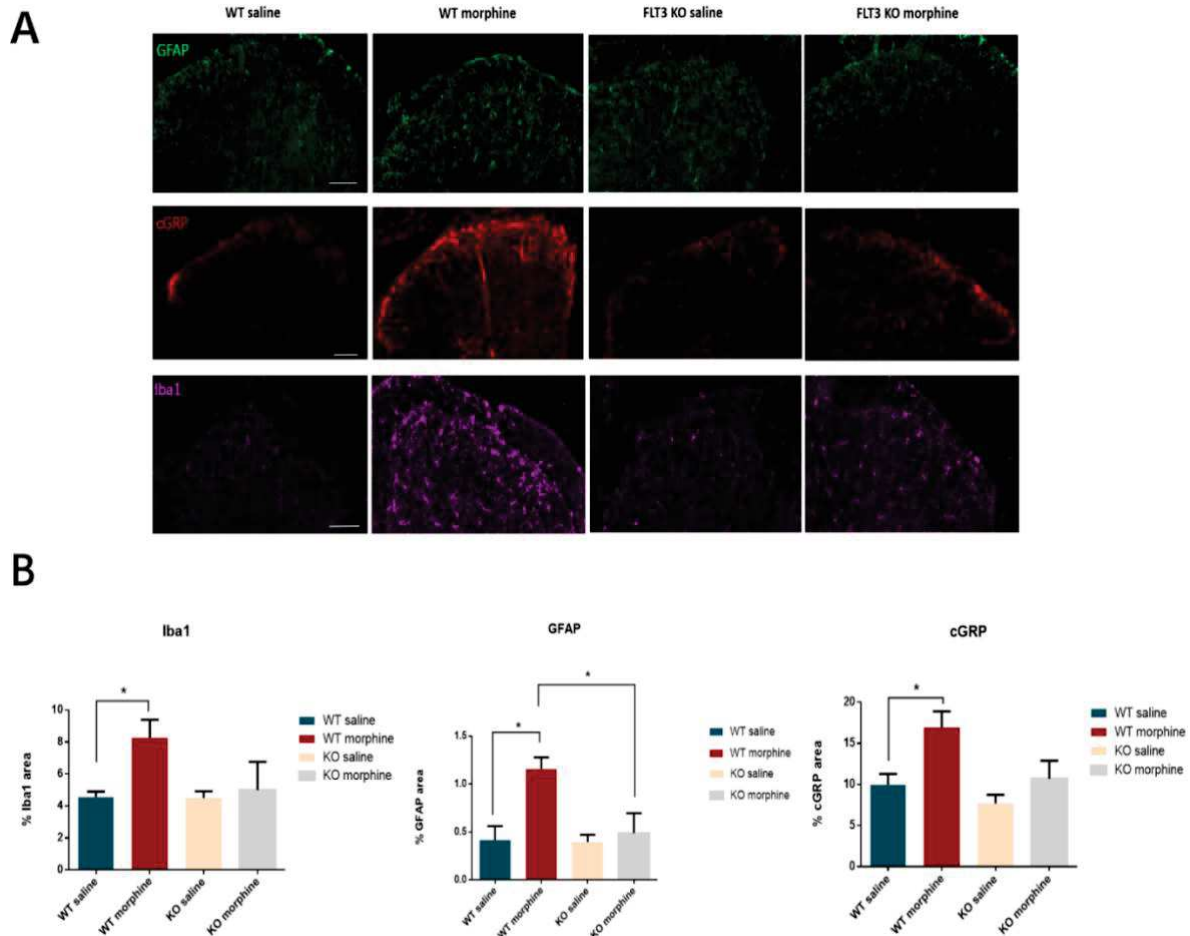 A
WT saline WT morphine FLT3 KO saline FLT3 KO morphine
GFAP
cGRP
Iba1
B
Iba1
*
% Iba1 area
10
8
6
4
2
0
WT saline
WT morphine
KO saline
KO morphine
WT saline
WT morphine
KO saline
KO morphine
GFAP
*
*
% GFAP area
1.5
1.0
0.5
0.0
WT saline
WT morphine
KO saline
KO morphine
WT saline
WT morphine
KO saline
KO morphine
cGRP
*
% cGRP area
20
15
10
5
0
WT saline
WT morphine
KO saline
KO morphine
WT saline
WT morphine
KO saline
KO morphine